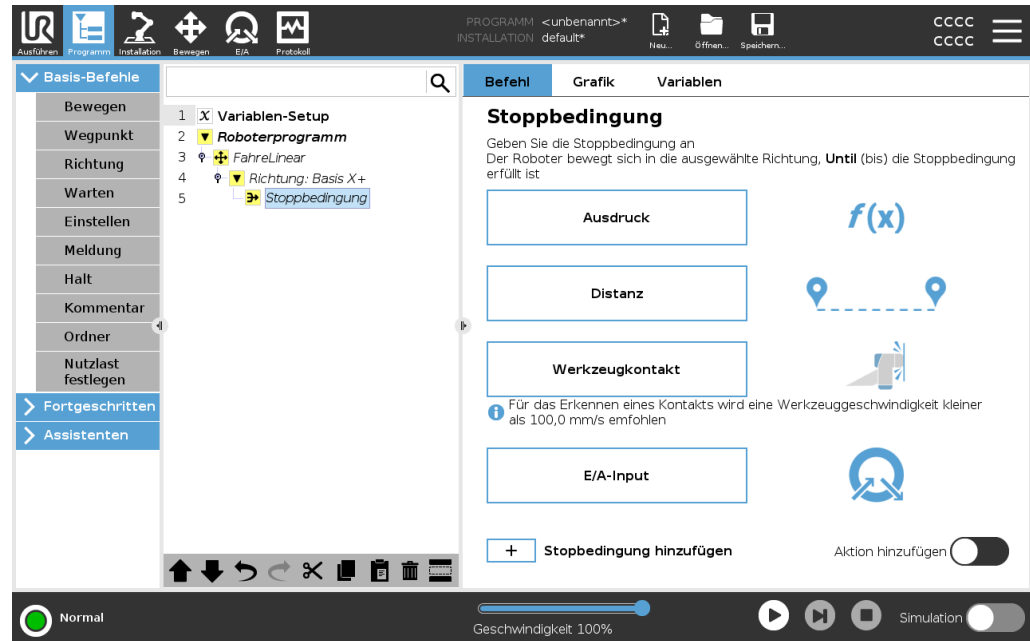 UR
PROGRAMM <unbenannt>*
INSTALLATION default*
cccc
cccc
Ausführen Programm Installation Bewegen E/A Protokoll Neu... Öffnen... Speichern...
Basis-Befehle
Bewegen
Wegpunkt
Richtung
Warten
Einstellen
Meldung
Halt
Kommentar
Ordner
Nutzlast
festlegen
Fortgeschritten
Assistenten
1 X Variablen-Setup
2 Roboterprogramm
3 FahreLinear
4 Richtung: Basis X+
5 Stoppbedingung
Befehl Grafik Variablen
Stoppbedingung
Geben Sie die Stoppbedingung an
Der Roboter bewegt sich in die ausgewählte Richtung, Until (bis) die Stoppbedingung
erfüllt ist
Ausdruck f(x)
Distanz
Werkzeugkontakt
Für das Erkennen eines Kontakts wird eine Werkzeuggeschwindigkeit kleiner
als 100,0 mm/s emfohlen
E/A-Input
+ Stopbedingung hinzufügen Aktion hinzufügen
Normal
Geschwindigkeit 100%
Simulation